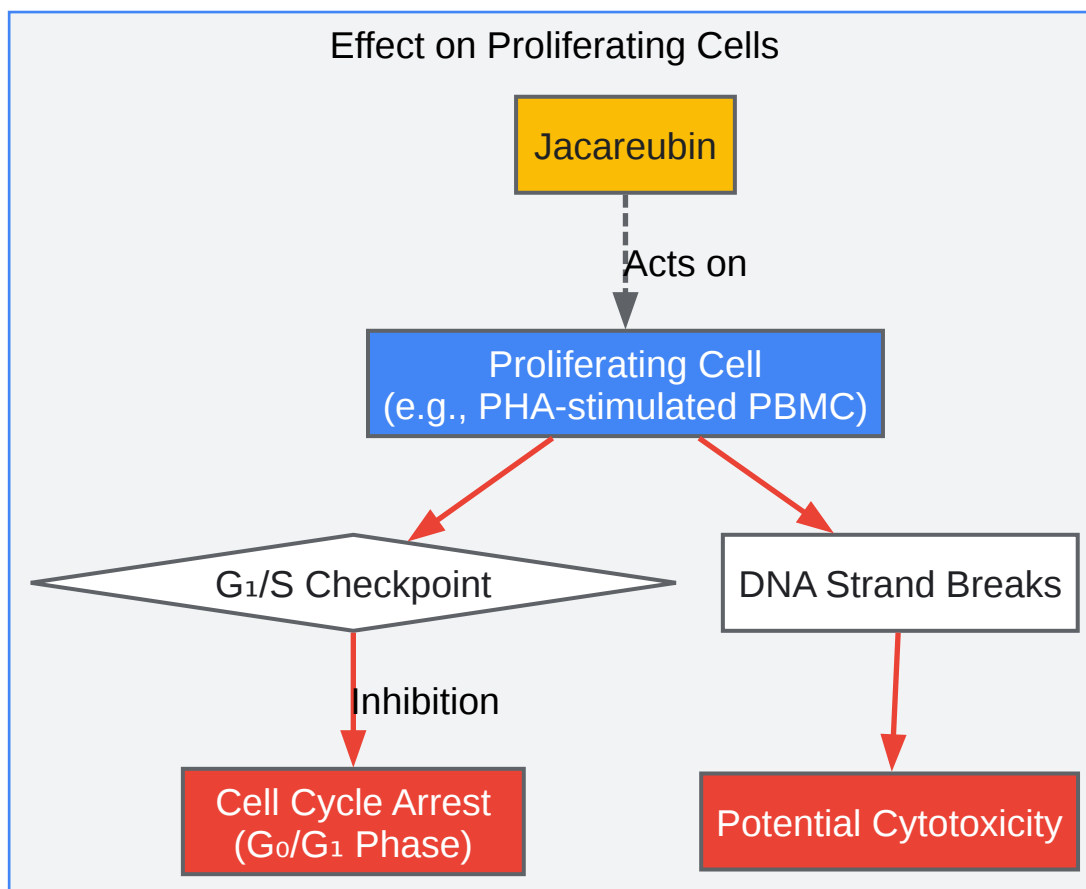 Effect on Proliferating Cells
Jacareubin
Acts on
Proliferating Cell
(e.g., PHA-stimulated PBMC)
G₁/S Checkpoint
DNA Strand Breaks
Inhibition
Cell Cycle Arrest
(G₀/G₁ Phase)
Potential Cytotoxicity